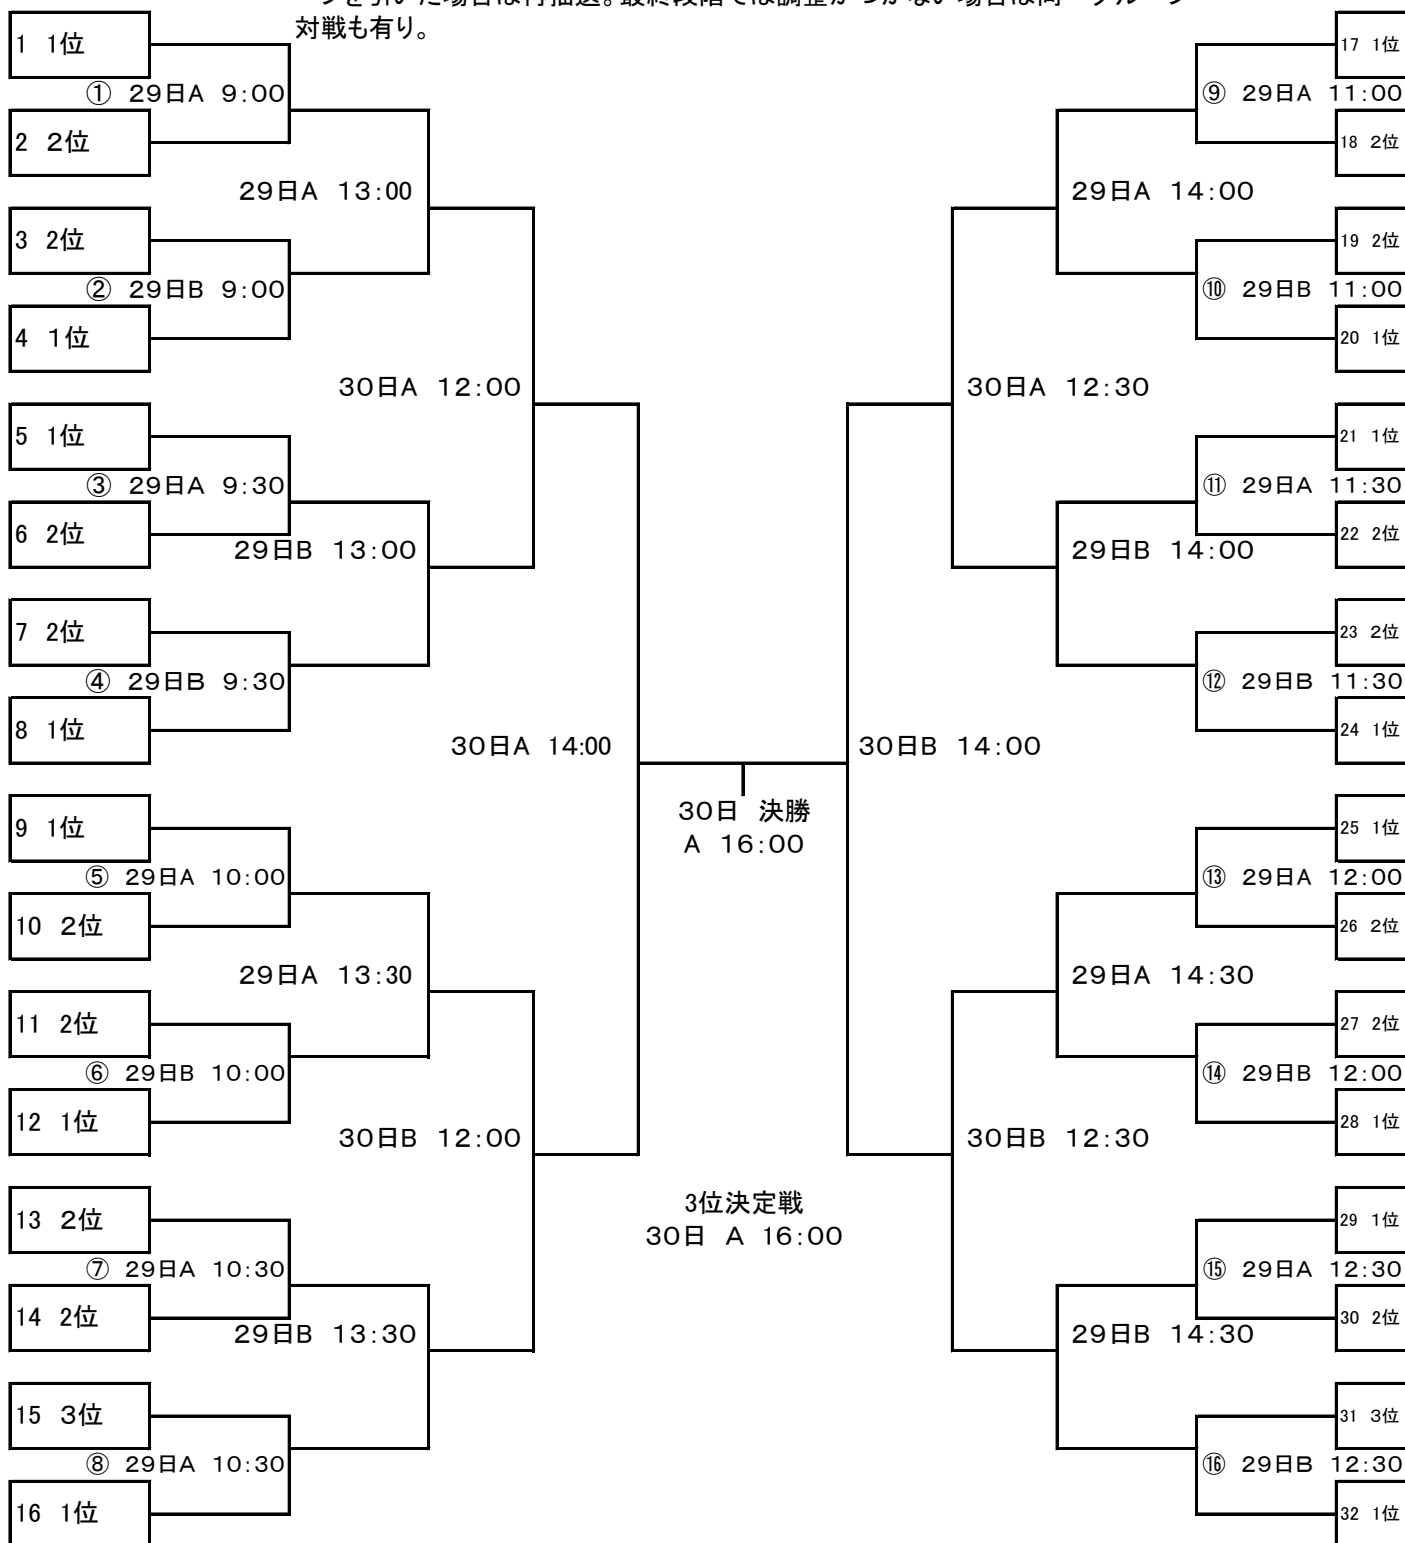 対戦も有り。
1 1位
① 29日A 9:00
2 2位
29日A 13:00
3 2位
② 29日B 9:00
4 1位
30日A 12:00
5 1位
③ 29日A 9:30
6 2位
29日B 13:00
7 2位
④ 29日B 9:30
8 1位
30日A 14:00
9 1位
⑤ 29日A 10:00
10 2位
29日A 13:30
11 2位
⑥ 29日B 10:00
12 1位
30日B 12:00
13 2位
⑦ 29日A 10:30
14 2位
29日B 13:30
15 3位
⑧ 29日A 10:30
16 1位
30日 決勝
A 16:00
3位決定戦
30日 A 16:00
17 1位
⑨ 29日A 11:00
18 2位
29日A 14:00
19 2位
⑩ 29日B 11:00
20 1位
30日A 12:30
21 1位
⑪ 29日A 11:30
22 2位
29日B 14:00
23 2位
⑫ 29日B 11:30
24 1位
30日B 14:00
25 1位
⑬ 29日A 12:00
26 2位
29日A 14:30
27 2位
⑭ 29日B 12:00
28 1位
30日B 12:30
29 1位
⑮ 29日A 12:30
30 2位
29日B 14:30
31 3位
⑯ 29日B 12:30
32 1位